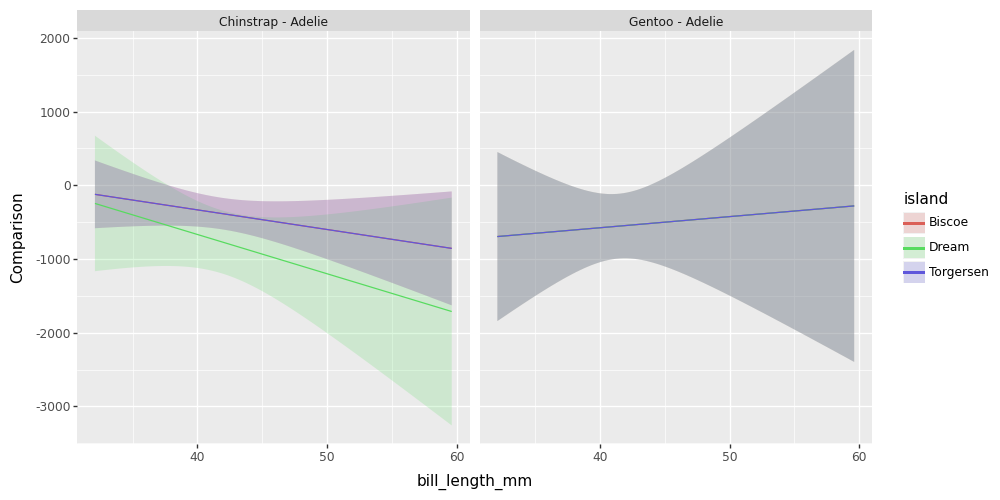 Chinstrap - Adelie
Gentoo - Adelie
2000
1000
0
-1000
-2000
-3000
Comparison
40
50
60
40
50
60
bill_length_mm
island
Biscoe
Dream
Torgersen